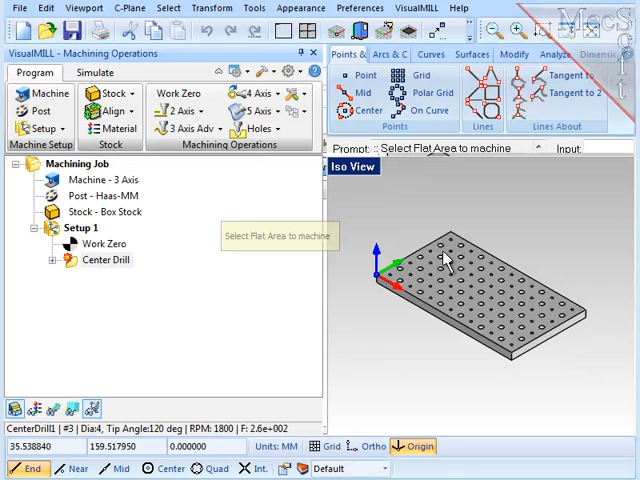 File Edit View Utilities C-Plane Select Transform Tools Appearance Preferences VisualMILL Window Help
VisualMILL - Machining Operations
Program Simulate
Machine Stock Work Zero 4 Axis
Post Align 2 Axis 5 Axis
Setup Material 3 Axis Adv Holes
Machine Setup Stock Machining Operations
Points & Arcs & C Curves Surfaces Modify Analyze Dimensio
Point Grid Tangent to
Mid Polar Grid Tangent to 2
Center On Curve
Points Lines Lines About
Prompt: :: Select Flat Area to machine Input:
Iso View
Machining Job
Machine - 3 Axis
Post - Haas-MM
Stock - Box Stock
Setup 1
Work Zero
Center Drill
Select Flat Area to machine
CenterDrill1 | #3 | Dia:4, Tip Angle:120 deg | RPM: 1800 | F: 2.6e+002
35.538840 159.517950 0.000000 Units: MM Grid Ortho Origin
End Near Mid Center Quad Int. Default
MecSoft